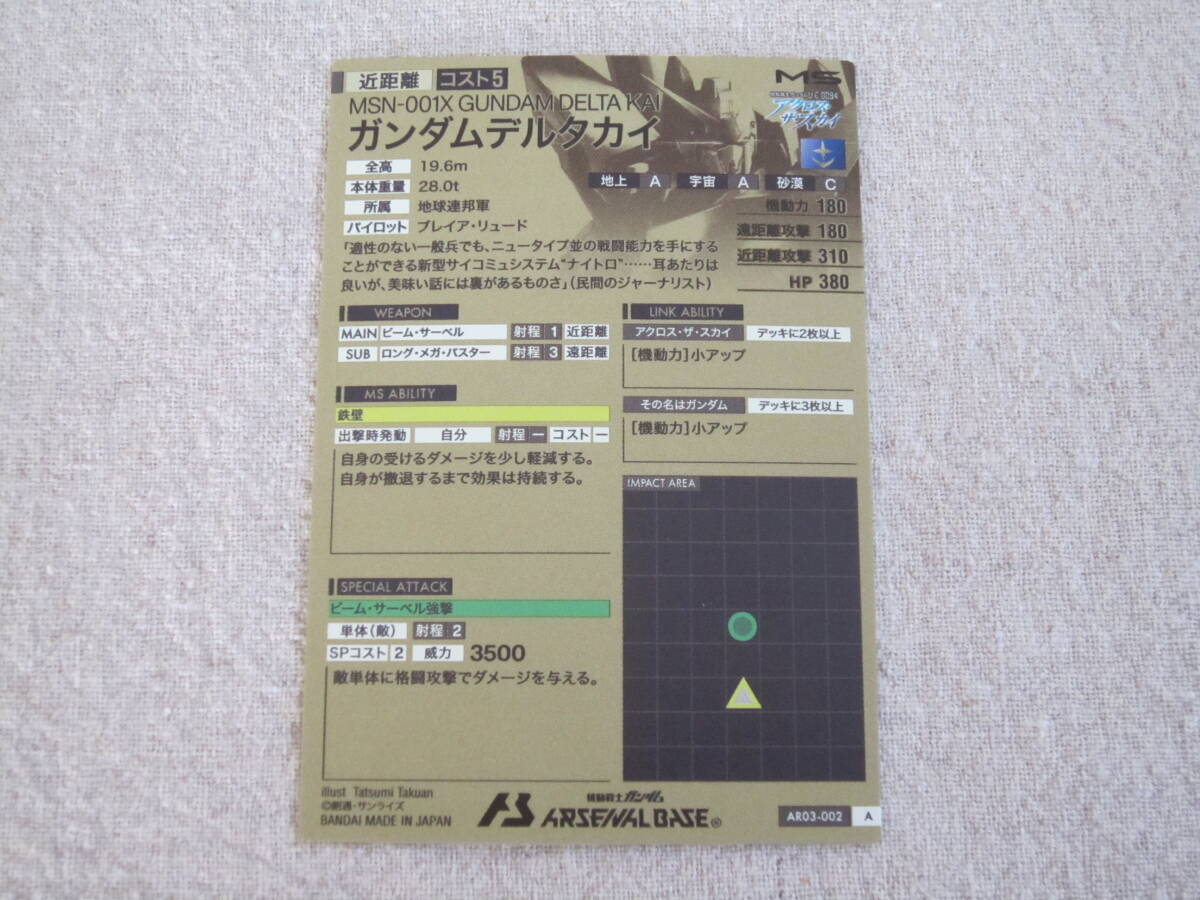 近距離 コスト5
MS
MSN-001X GUNDAM DELTA KAI
ガンダムデルタカイ
U.C.0094
アクロス・ザ・スカイ
全高 19.6m
本体重量 28.0t
所属 地球連邦軍
パイロット ブレイア・リュード
地上 A 宇宙 A 砂漠 C
機動力 180
遠距離攻撃 180
近距離攻撃 310
HP 380
「適性のない一般兵でも、ニュータイプ並の戦闘能力を手にする
ことができる新型サイコミュシステム“ナイトロ”……耳あたりは
良いが、美味い話には裏があるものさ」(民間のジャーナリスト)
WEAPON
MAIN ビーム・サーベル 射程 1 近距離
SUB ロング・メガ・バスター 射程 3 遠距離
MS ABILITY
鉄壁
出撃時発動 自分 射程 ー コスト ー
自身の受けるダメージを少し軽減する。
自身が撤退するまで効果は持続する。
SPECIAL ATTACK
ビーム・サーベル強撃
単体(敵) 射程 2
SPコスト 2 威力 3500
敵単体に格闘攻撃でダメージを与える。
LINK ABILITY
アクロス・ザ・スカイ デッキに2枚以上
[機動力]小アップ
その名はガンダム デッキに3枚以上
[機動力]小アップ
IMPACT AREA
illust Tatsumi Takuan
©創通・サンライズ
BANDAI MADE IN JAPAN
機動戦士ガンダム
ARSENAL BASE®
AR03-002 A